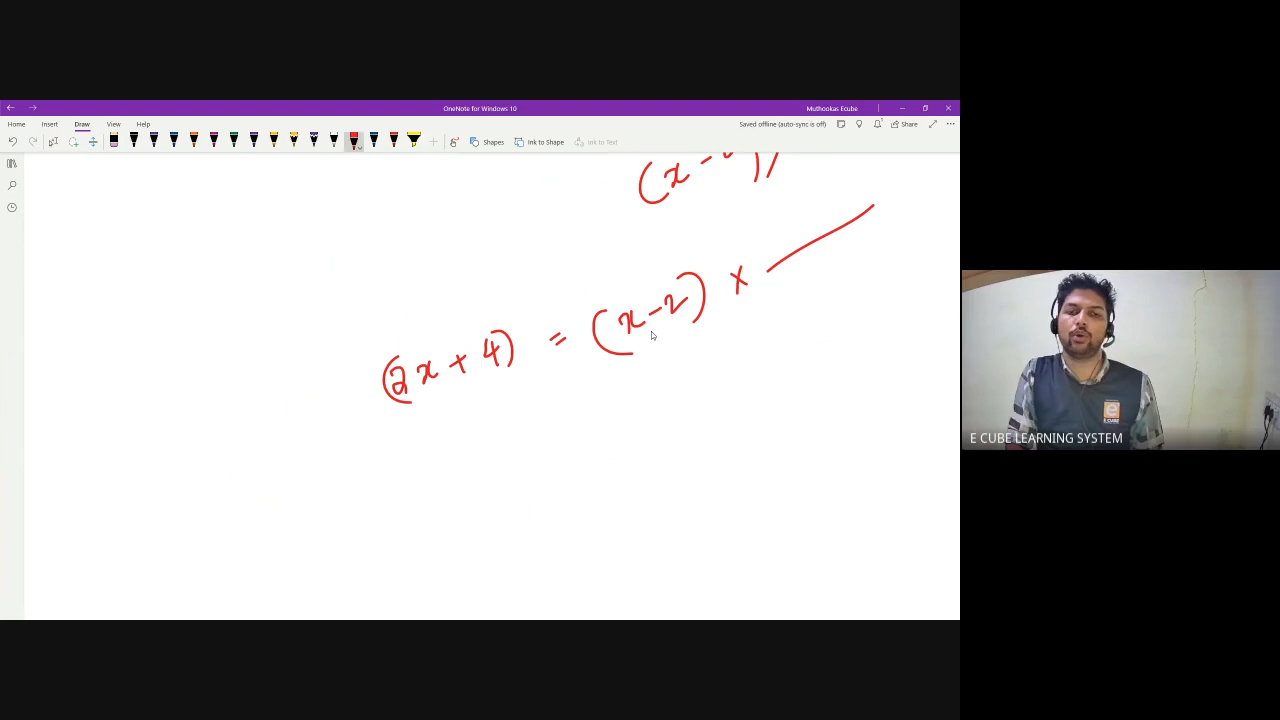 OneNote for Windows 10
Muthookas Ecube
Home Insert Draw View Help
Saved offline (auto-sync is off)
Share
Shapes
Ink to Shape
Ink to Text
(x -
(2x + 4) = (x-2) ×
e
E CUBE
E CUBE LEARNING SYSTEM